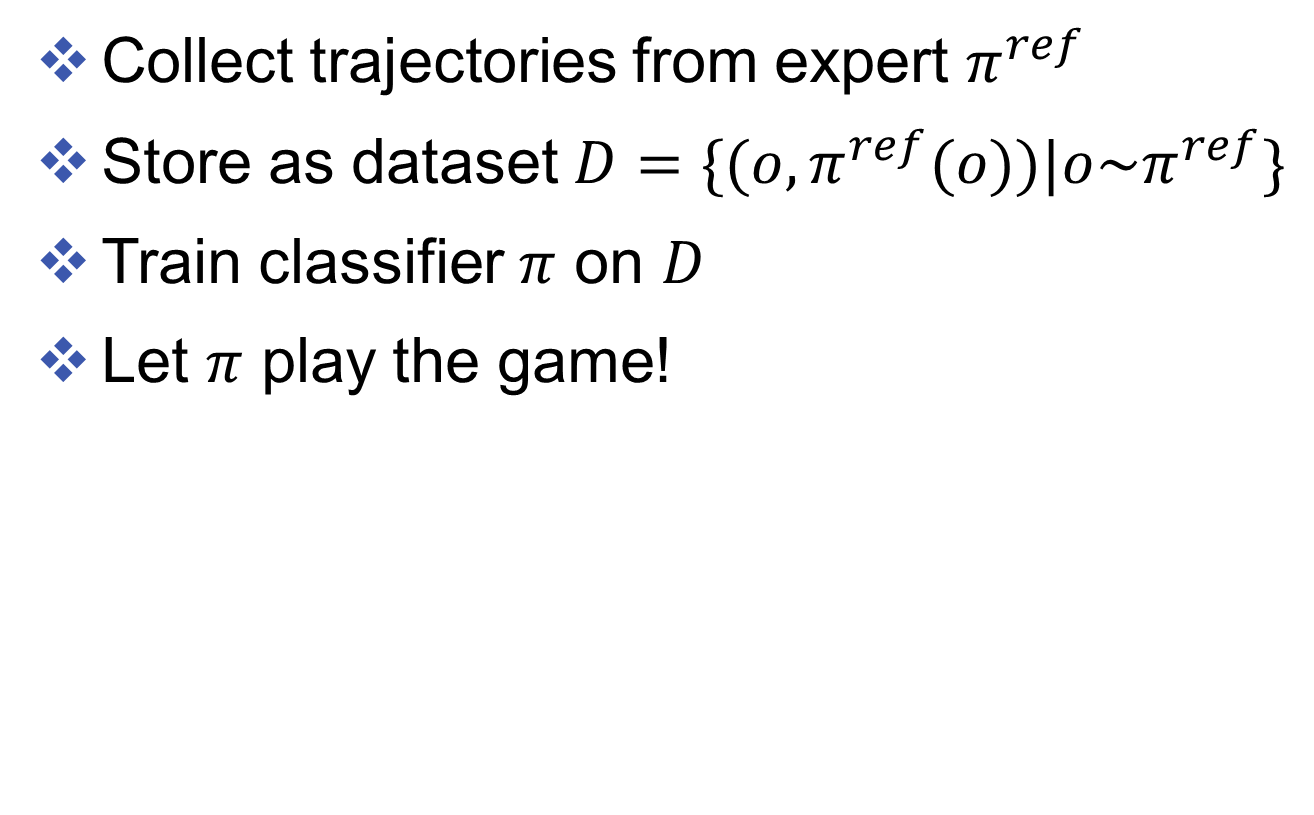 ❖ Collect trajectories from expert 𝜋^{𝑟𝑒𝑓}
❖ Store as dataset 𝐷 = {(𝑜, 𝜋^{𝑟𝑒𝑓}(𝑜))|𝑜~𝜋^{𝑟𝑒𝑓}}
❖ Train classifier 𝜋 on 𝐷
❖ Let 𝜋 play the game!